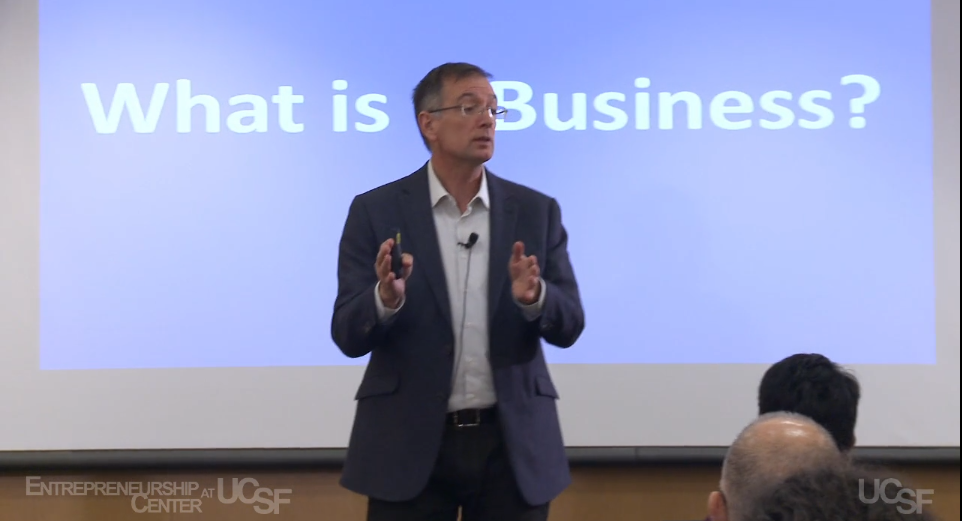 What is Business?
ENTREPRENEURSHIP AT UCSF
CENTER
UCSF